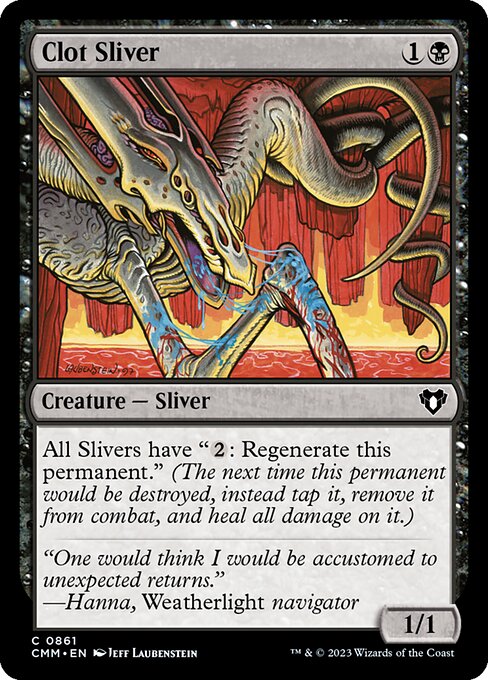 Clot Sliver 1
LAUBENSTEIN 97
Creature — Sliver
All Slivers have “2: Regenerate this
permanent.” (The next time this permanent
would be destroyed, instead tap it, remove it
from combat, and heal all damage on it.)
“One would think I would be accustomed to
unexpected returns.”
—Hanna, Weatherlight navigator
1/1
C 0861
CMM • EN Jeff Laubenstein
™ & © 2023 Wizards of the Coast